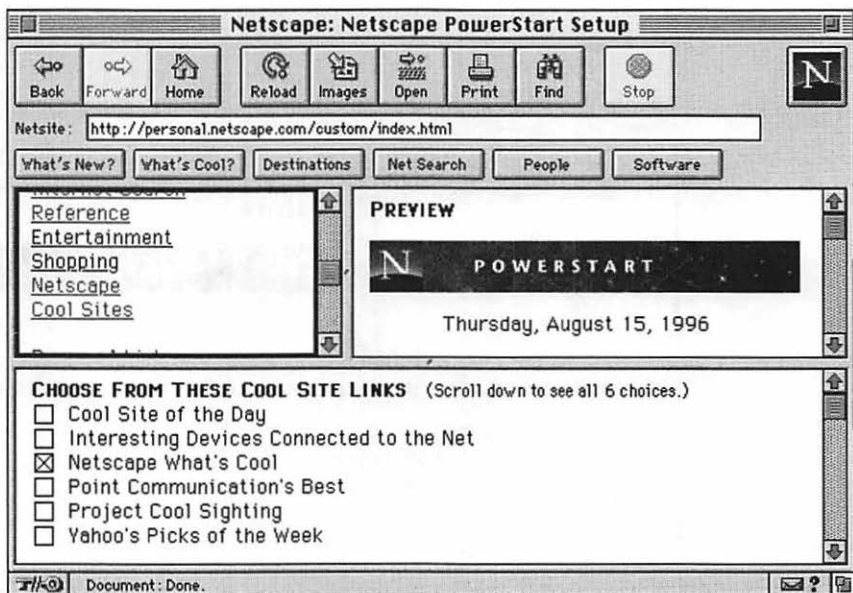 Netscape: Netscape PowerStart Setup
Back Forward Home Reload Images Open Print Find Stop N
Netsite: http://personal.netscape.com/custom/index.html
What's New? What's Cool? Destinations Net Search People Software
Internet Search
Reference
Entertainment
Shopping
Netscape
Cool Sites
PREVIEW
N POWERSTART
Thursday, August 15, 1996
CHOOSE FROM THESE COOL SITE LINKS (Scroll down to see all 6 choices.)
Cool Site of the Day
Interesting Devices Connected to the Net
Netscape What's Cool
Point Communication's Best
Project Cool Sighting
Yahoo's Picks of the Week
Document: Done.
?